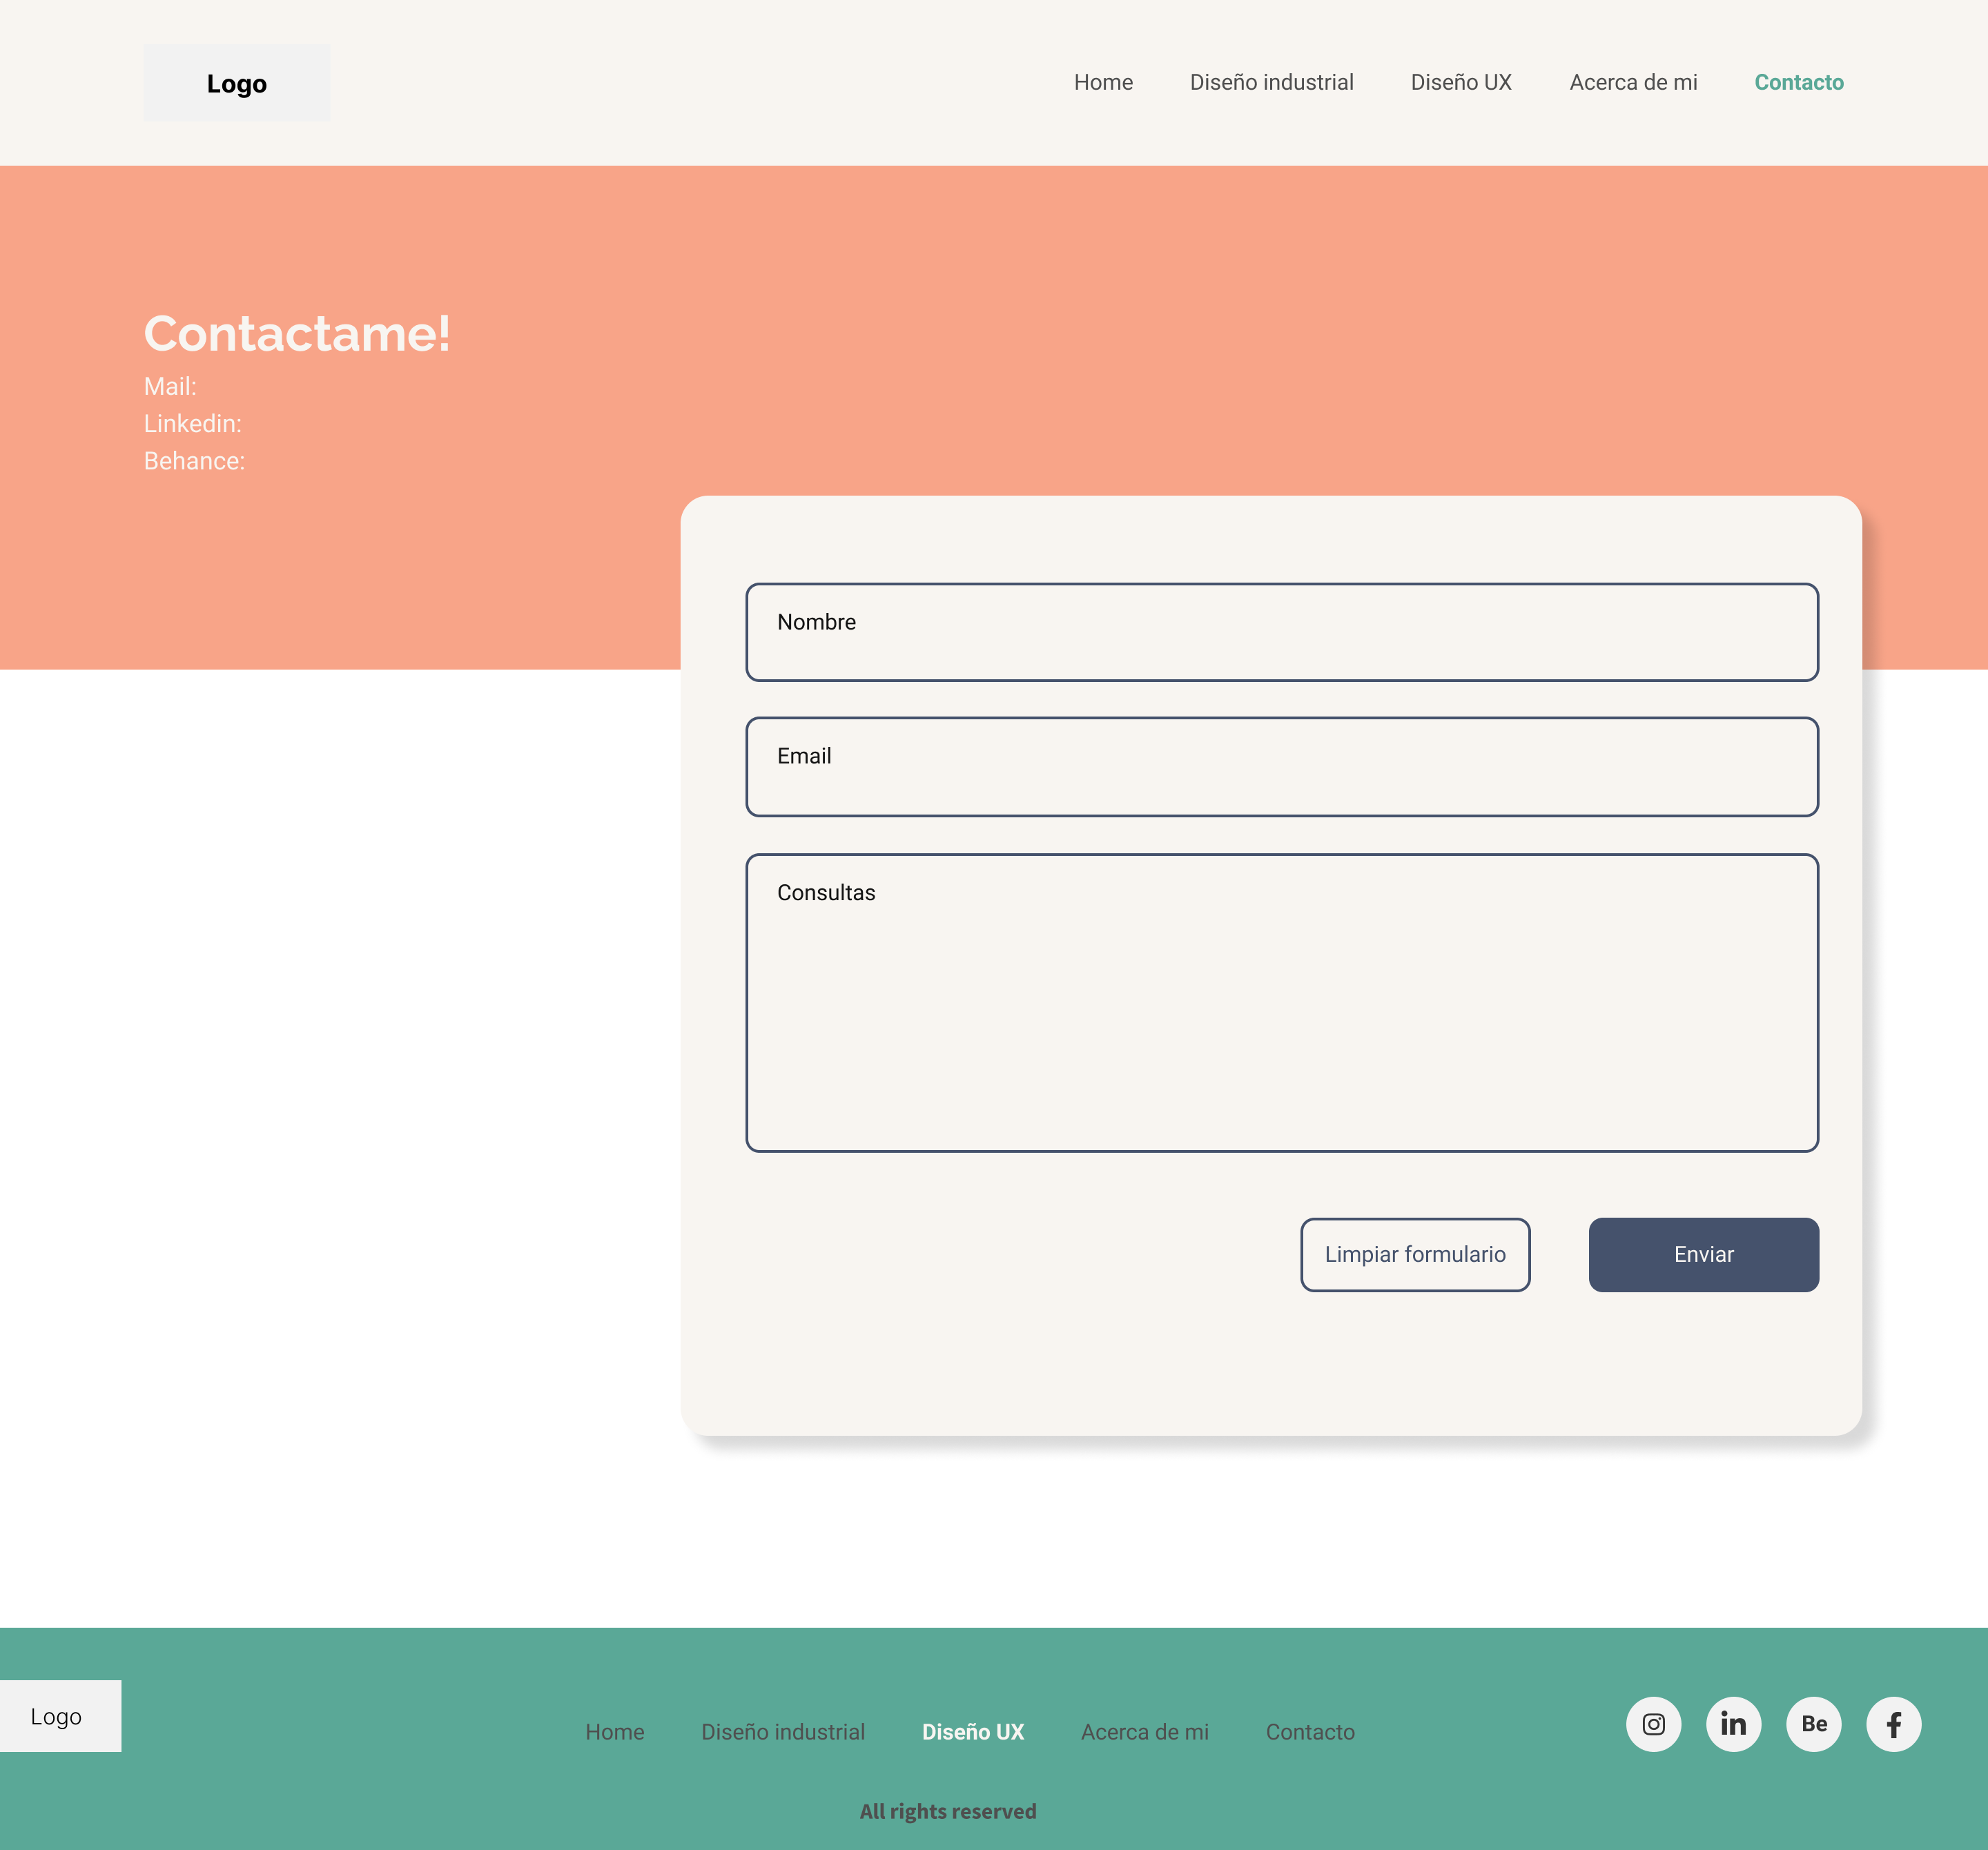 Logo
Home Diseño industrial Diseño UX Acerca de mi Contacto
Contactame!
Mail:
Linkedin:
Behance:
Nombre
Email
Consultas
Limpiar formulario Enviar
Logo
Home Diseño industrial Diseño UX Acerca de mi Contacto
in Be f
All rights reserved